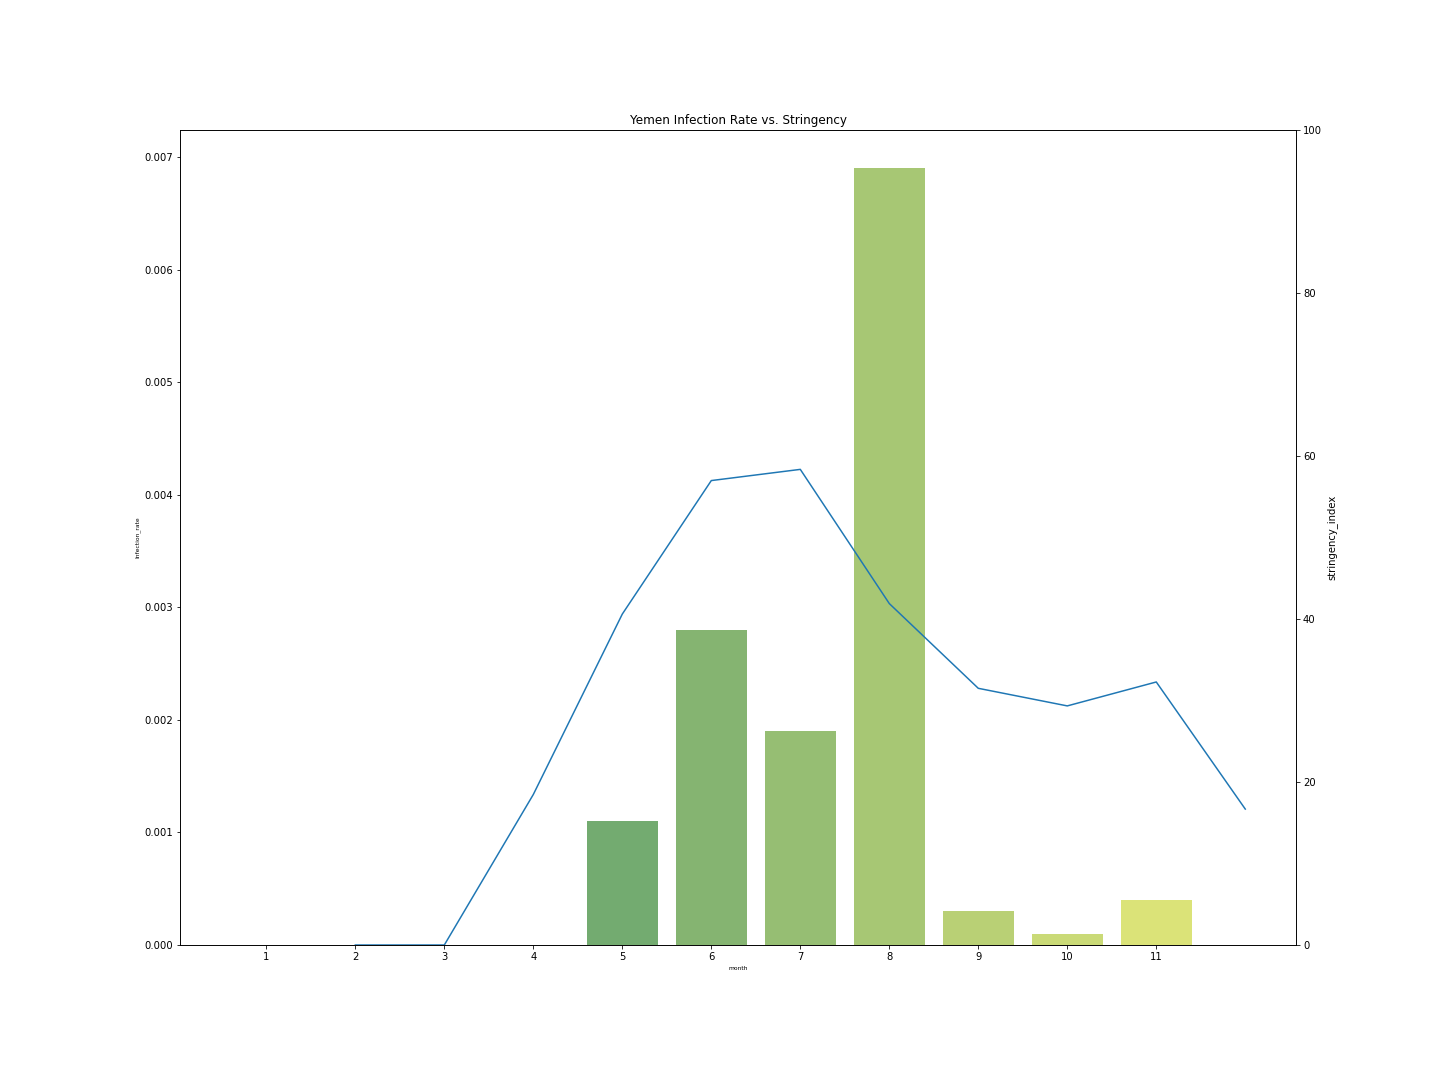 Yemen Infection Rate vs. Stringency
0.007
0.006
0.005
0.004
0.003
0.002
0.001
0.000
Infection_rate
100
80
60
40
20
0
stringency_index
1 2 3 4 5 6 7 8 9 10 11
month